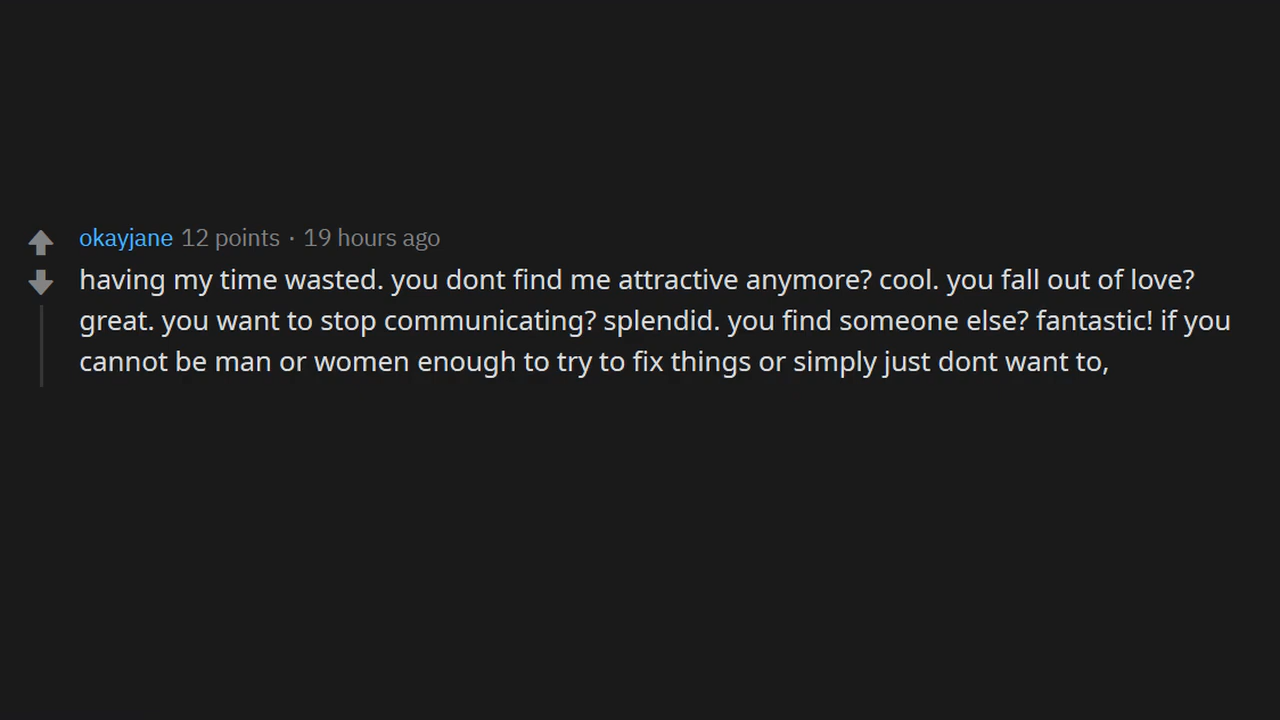 okayjane 12 points · 19 hours ago
having my time wasted. you dont find me attractive anymore? cool. you fall out of love?
great. you want to stop communicating? splendid. you find someone else? fantastic! if you
cannot be man or women enough to try to fix things or simply just dont want to,